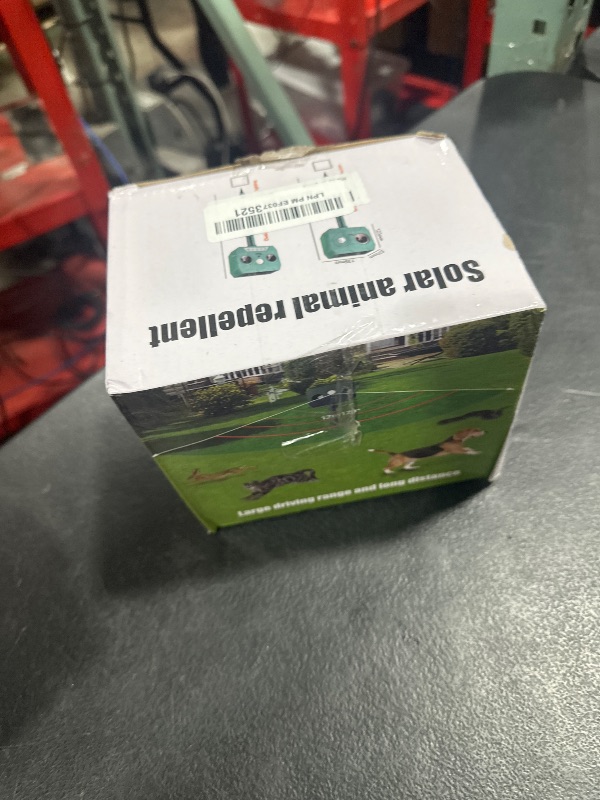 Solar animal repellent
LPN PM EF0373521
Large driving range and long distance